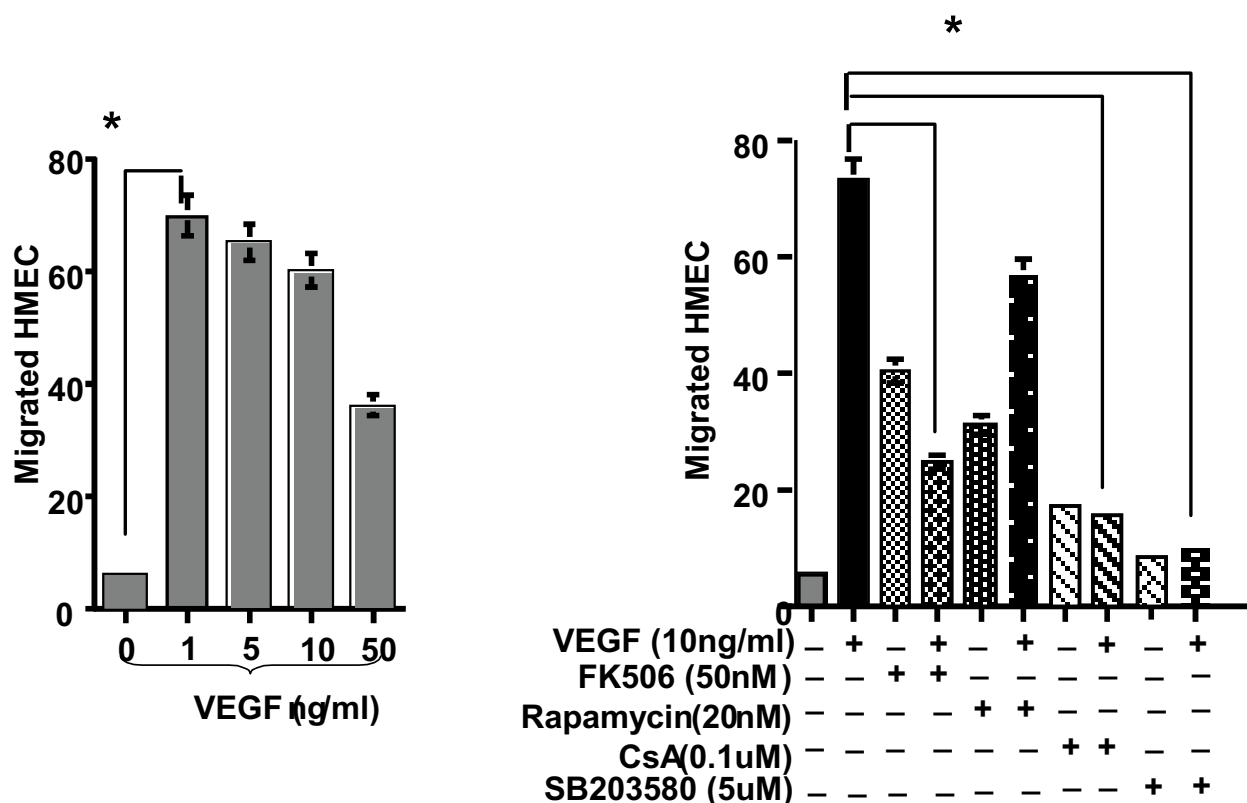 *
80
60
40
20
0
Migrated HMEC
0 1 5 10 50
VEGF (ng/ml)
*
80
60
40
20
0
Migrated HMEC
VEGF (10ng/ml) – + – + – + – + – +
FK506 (50nM) – – + + – – – – – –
Rapamycin(20nM) – – – – + + – – – –
CsA(0.1uM) – – – – – – + + – –
SB203580 (5uM) – – – – – – – – + +